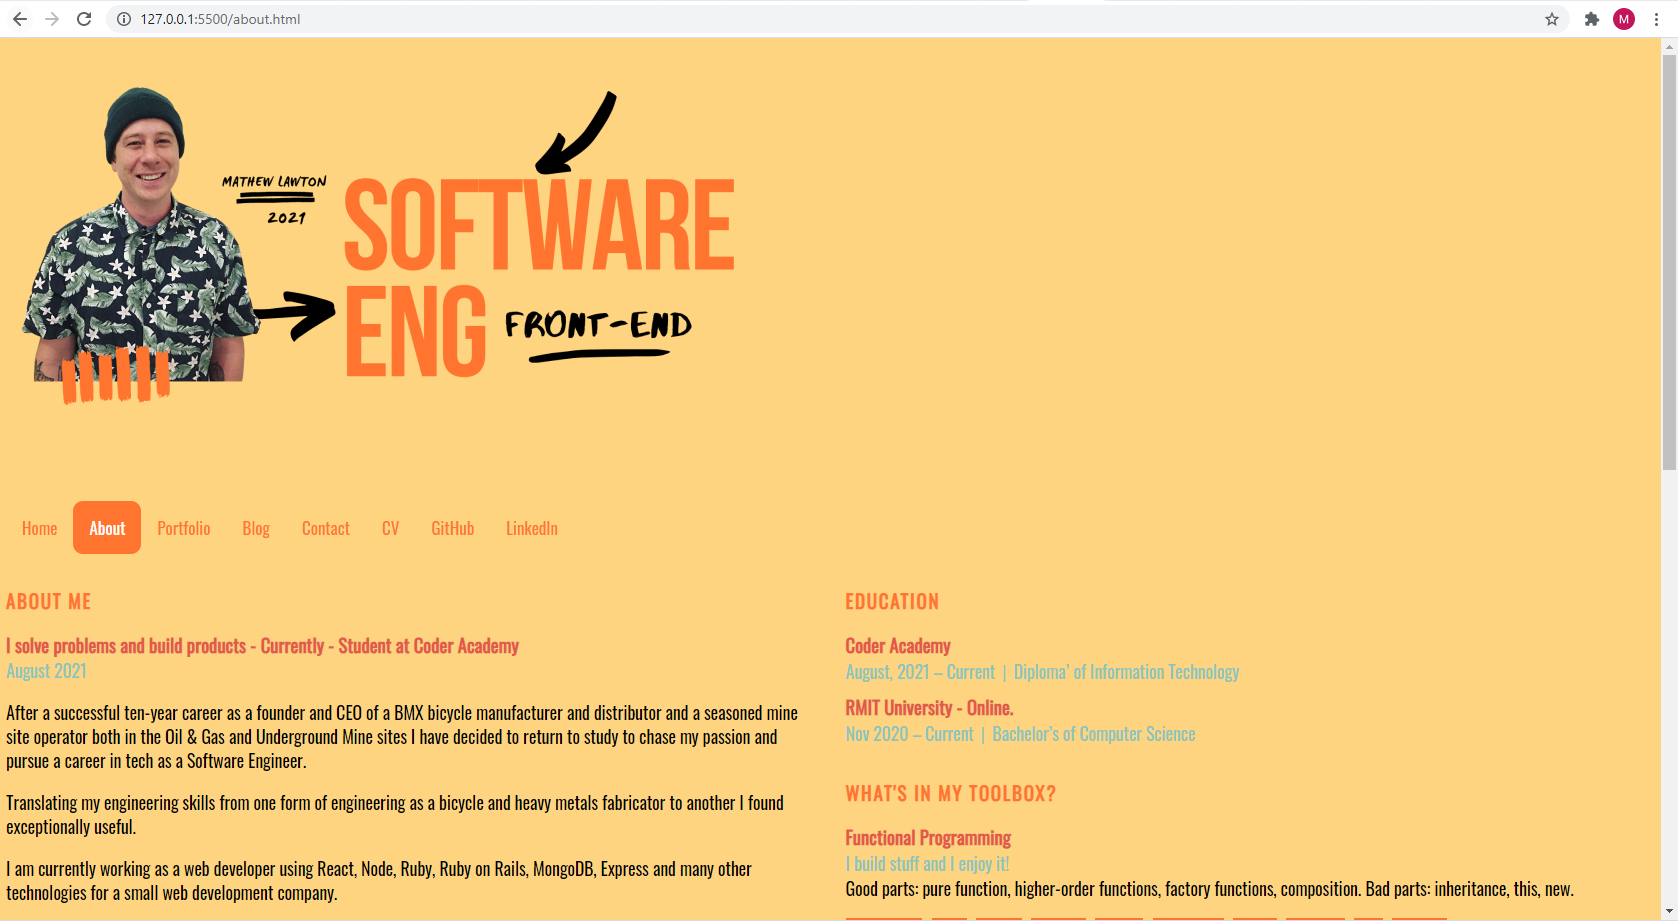 127.0.0.1:5500/about.html
M
MATHEW LAWTON
2021
SOFTWARE
ENG
FRONT-END
Home About Portfolio Blog Contact CV GitHub LinkedIn
ABOUT ME
I solve problems and build products - Currently - Student at Coder Academy
August 2021
After a successful ten-year career as a founder and CEO of a BMX bicycle manufacturer and distributor and a seasoned mine
site operator both in the Oil & Gas and Underground Mine sites I have decided to return to study to chase my passion and
pursue a career in tech as a Software Engineer.
Translating my engineering skills from one form of engineering as a bicycle and heavy metals fabricator to another I found
exceptionally useful.
I am currently working as a web developer using React, Node, Ruby, Ruby on Rails, MongoDB, Express and many other
technologies for a small web development company.
EDUCATION
Coder Academy
August, 2021 – Current | Diploma’ of Information Technology
RMIT University - Online.
Nov 2020 – Current | Bachelor’s of Computer Science
WHAT'S IN MY TOOLBOX?
Functional Programming
I build stuff and I enjoy it!
Good parts: pure function, higher-order functions, factory functions, composition. Bad parts: inheritance, this, new.